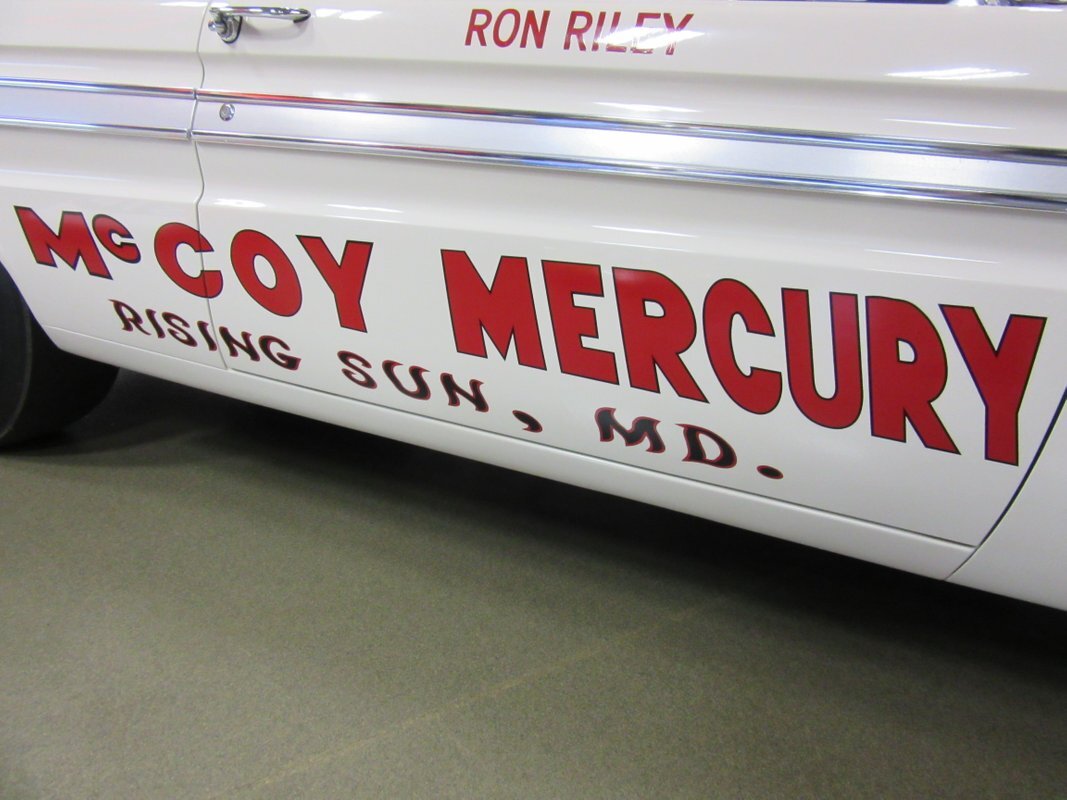 RON RILEY
McCOY MERCURY
RISING SUN, MD.